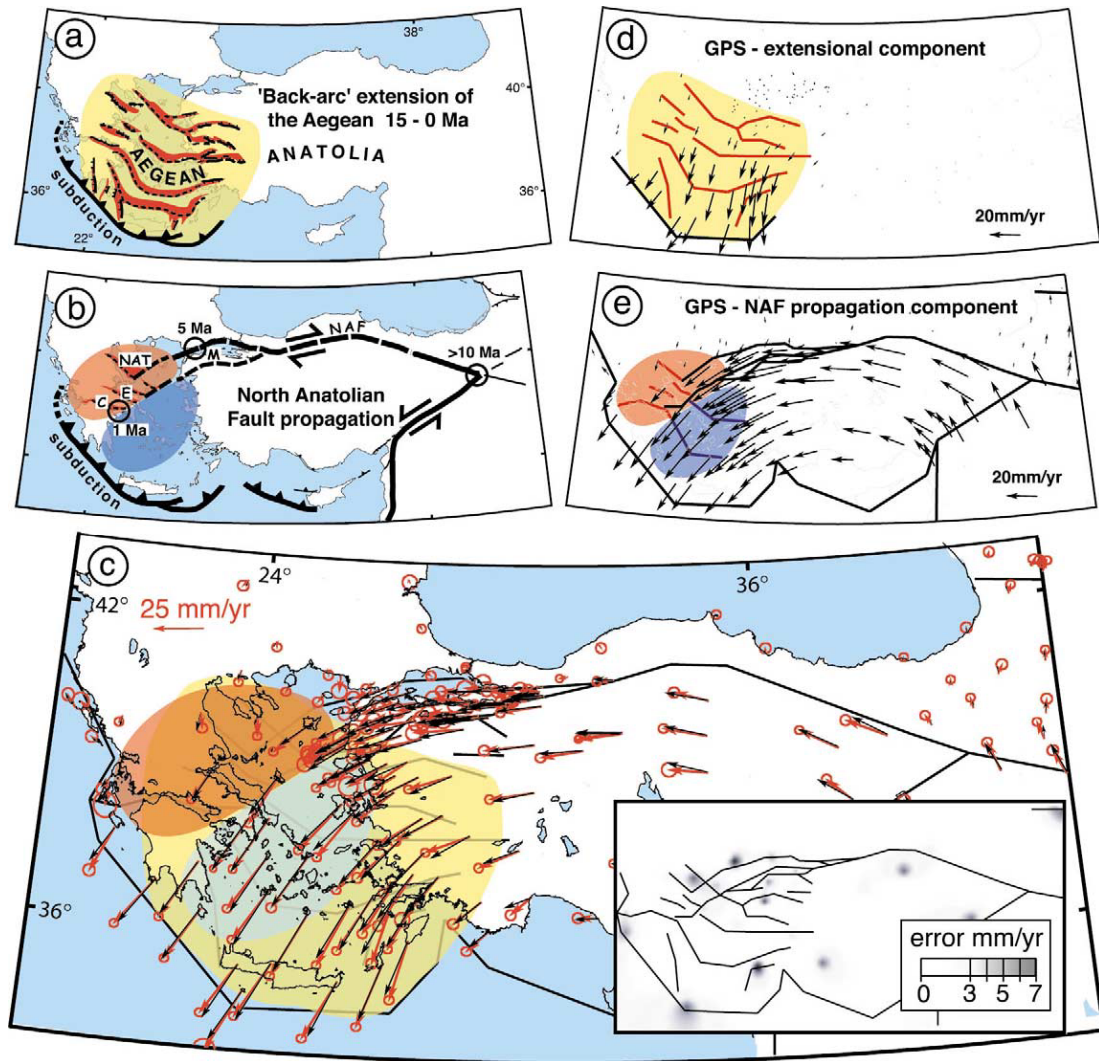 a
38°
40°
'Back-arc' extension of
the Aegean 15 - 0 Ma
ANATOLIA
AEGEAN
36°
36°
subduction
22°
d
GPS - extensional component
40°
36°
20mm/yr
b
5 Ma
NAF
M
>10 Ma
NAT
E
C
1 Ma
North Anatolian
Fault propagation
subduction
e
GPS - NAF propagation component
20mm/yr
c
24°
36°
42°
25 mm/yr
36°
error mm/yr
0 3 5 7